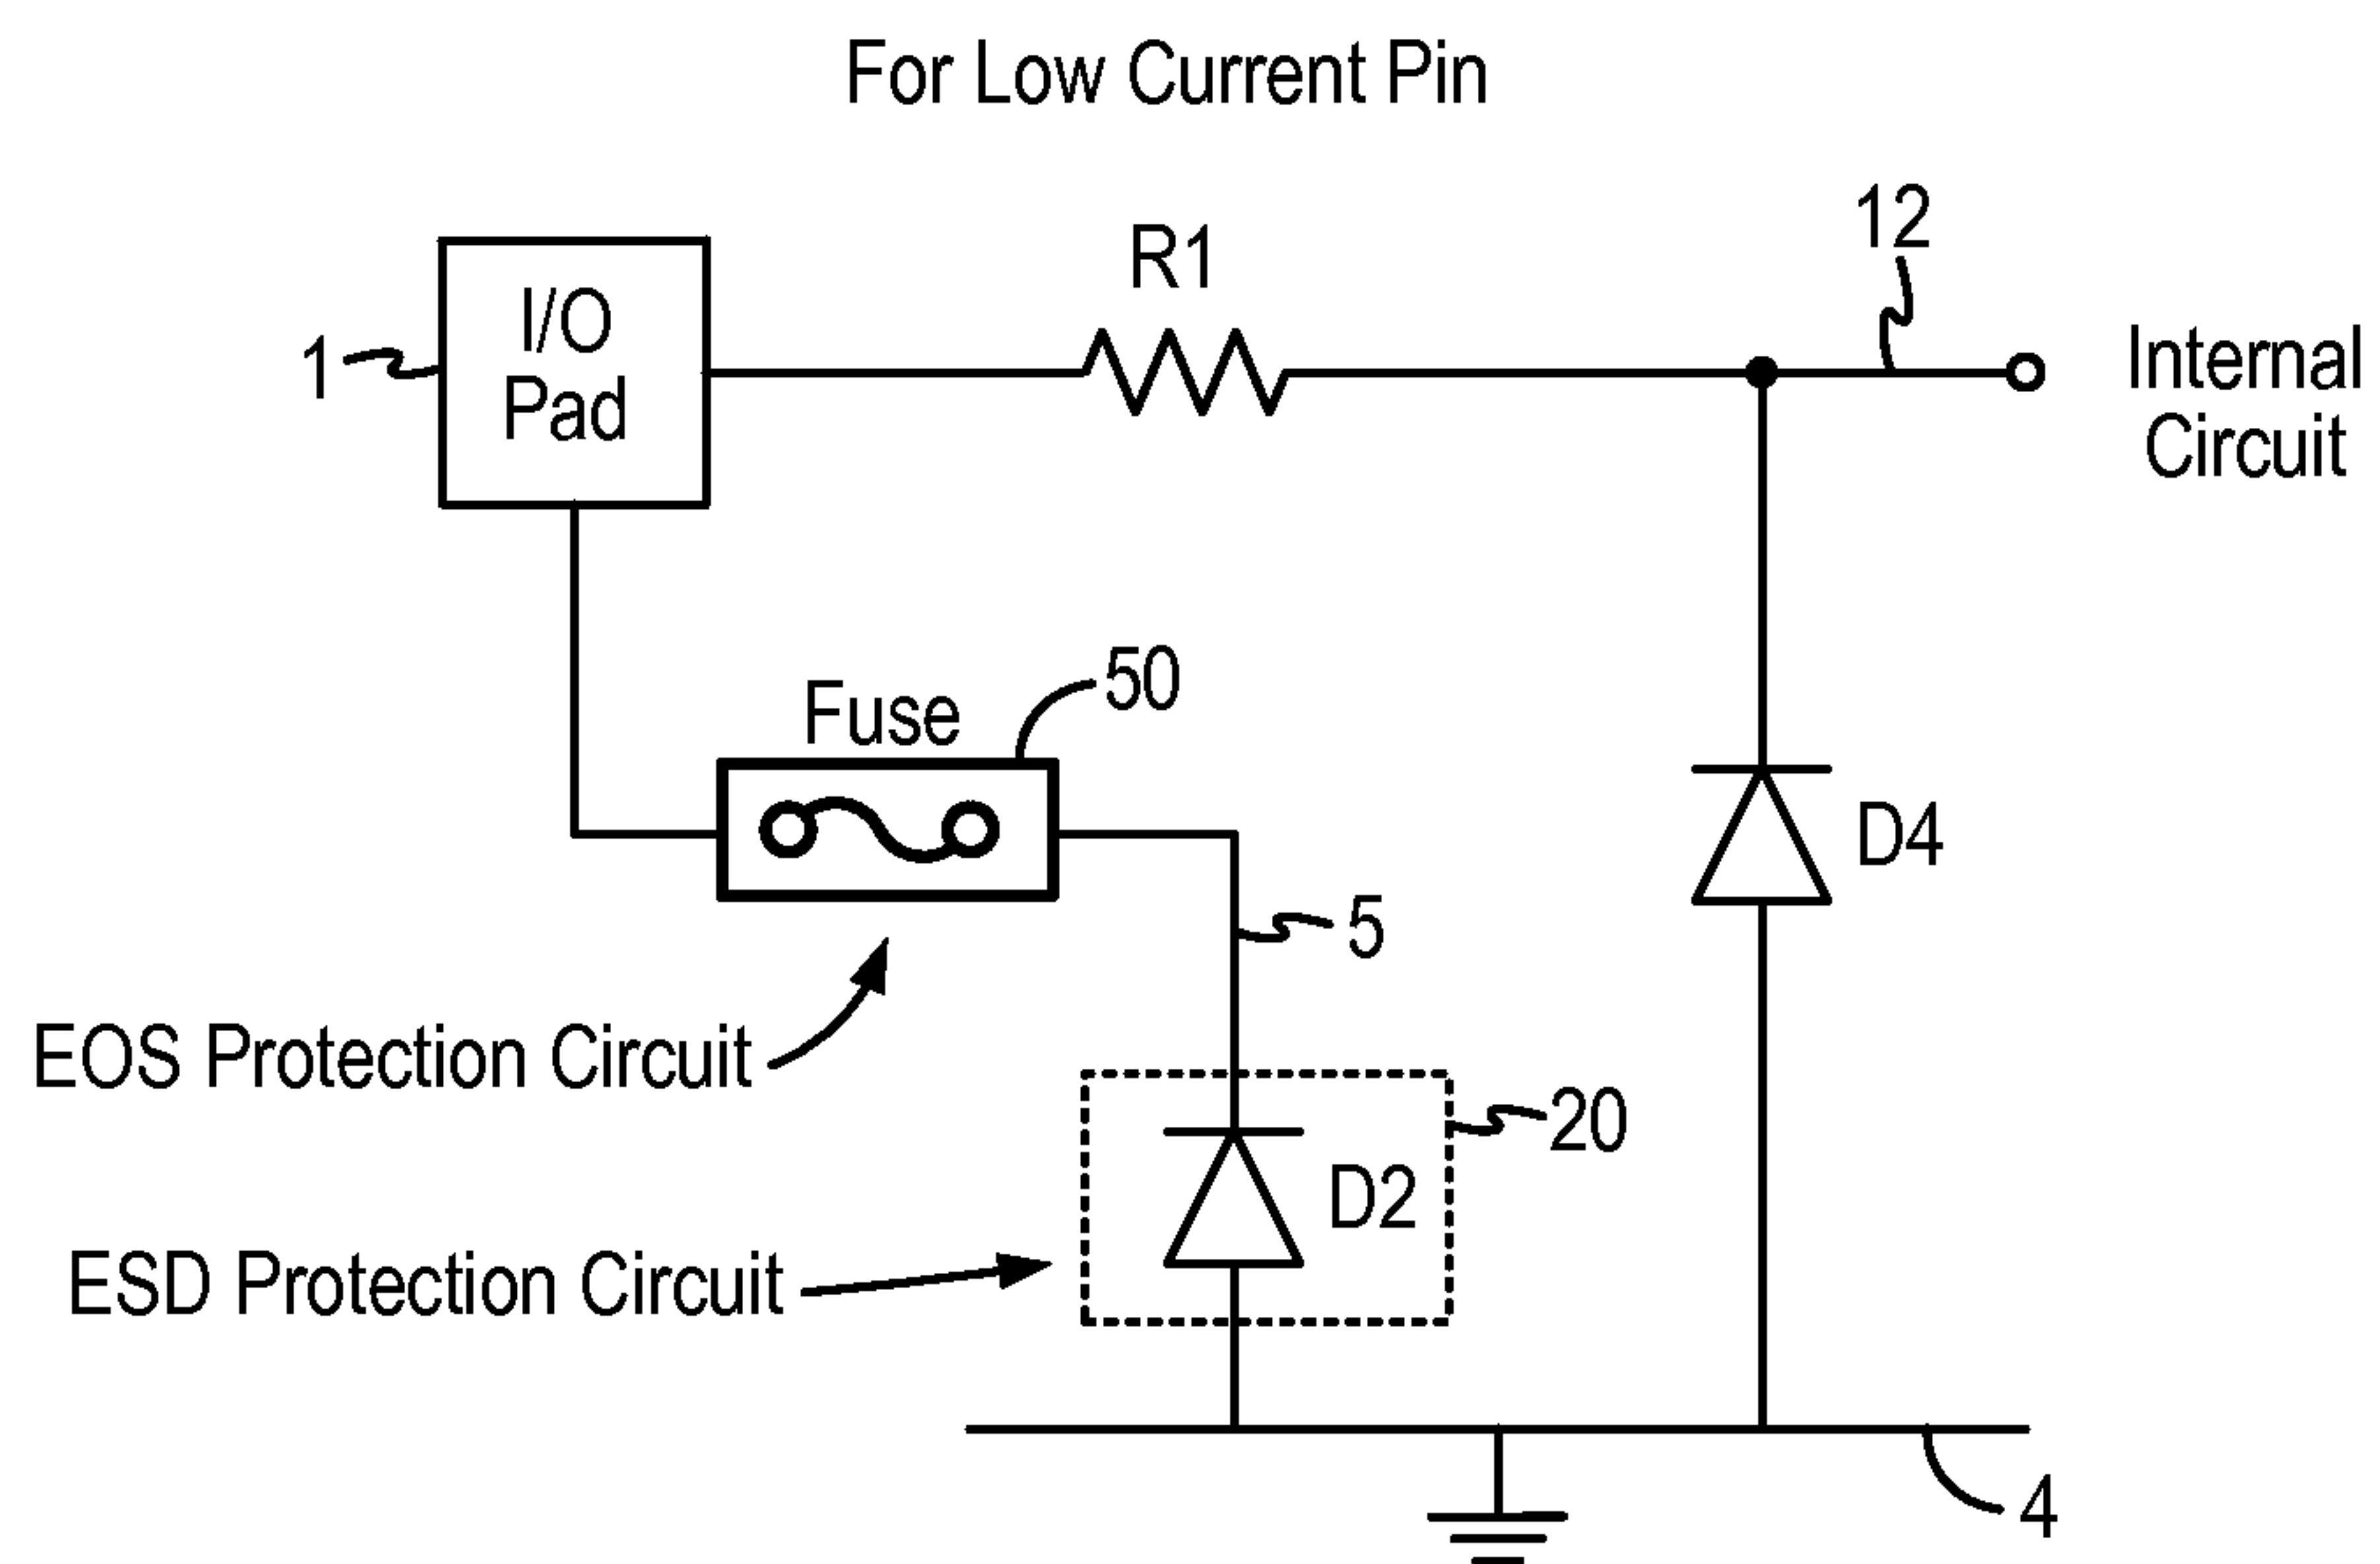 For Low Current Pin
12
R1
I/O
Pad
1
Internal
Circuit
50
Fuse
D4
5
EOS Protection Circuit
20
D2
ESD Protection Circuit
4